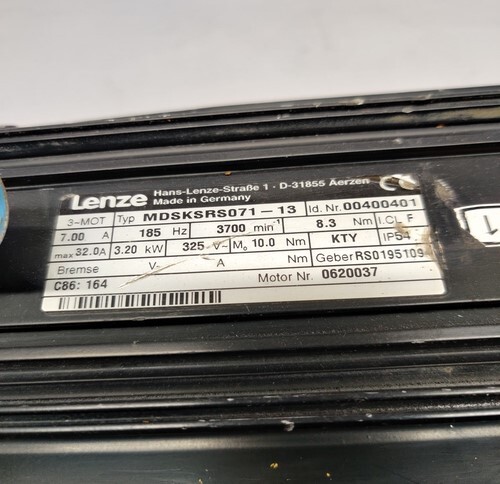 Lenze Hans-Lenze-Straße 1 · D-31855 Aerzen
Made in Germany
3-MOT Typ MDSKSRS071-13 Id. Nr. 00400401
7.00 A 185 Hz 3700 min⁻¹ 8.3 Nm I.CL F
max 32.0A 3.20 kW 325 V~ M₀ 10.0 Nm KTY IP54
Bremse V- A Nm Geber RS0195109
C86: 164 Motor Nr. 0620037
1